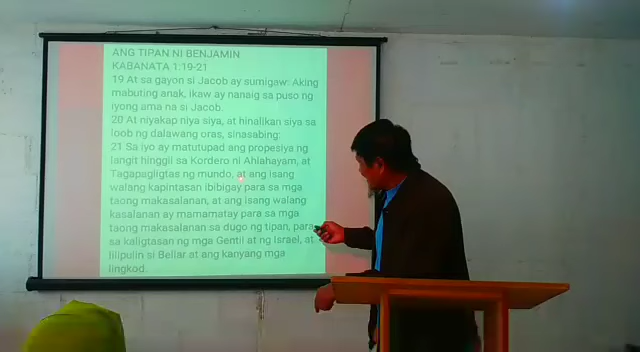 ANG TIPAN NI BENJAMIN
KABANATA 1:19-21
19 At sa gayon si Jacob ay sumigaw: Aking
mabuting anak, ikaw ay nanaig sa puso ng
iyong ama na si Jacob.
20 At niyakap niya siya, at hinalikan siya sa
loob ng dalawang oras, sinasabing:
21 Sa iyo ay matutupad ang propesiya ng
langit hinggil sa Kordero ni Ahiahayam, at
Tagapagligtas ng mundo, at ang isang
walang kapintasan ibibigay para sa mga
taong makasalanan, at ang isang walang
kasalanan ay mamamatay para sa mga
taong makasalanan sa dugo ng tipan, para
sa kaligtasan ng mga Gentil at ng Israel, at
lilipulin si Beliar at ang kanyang mga
lingkod.